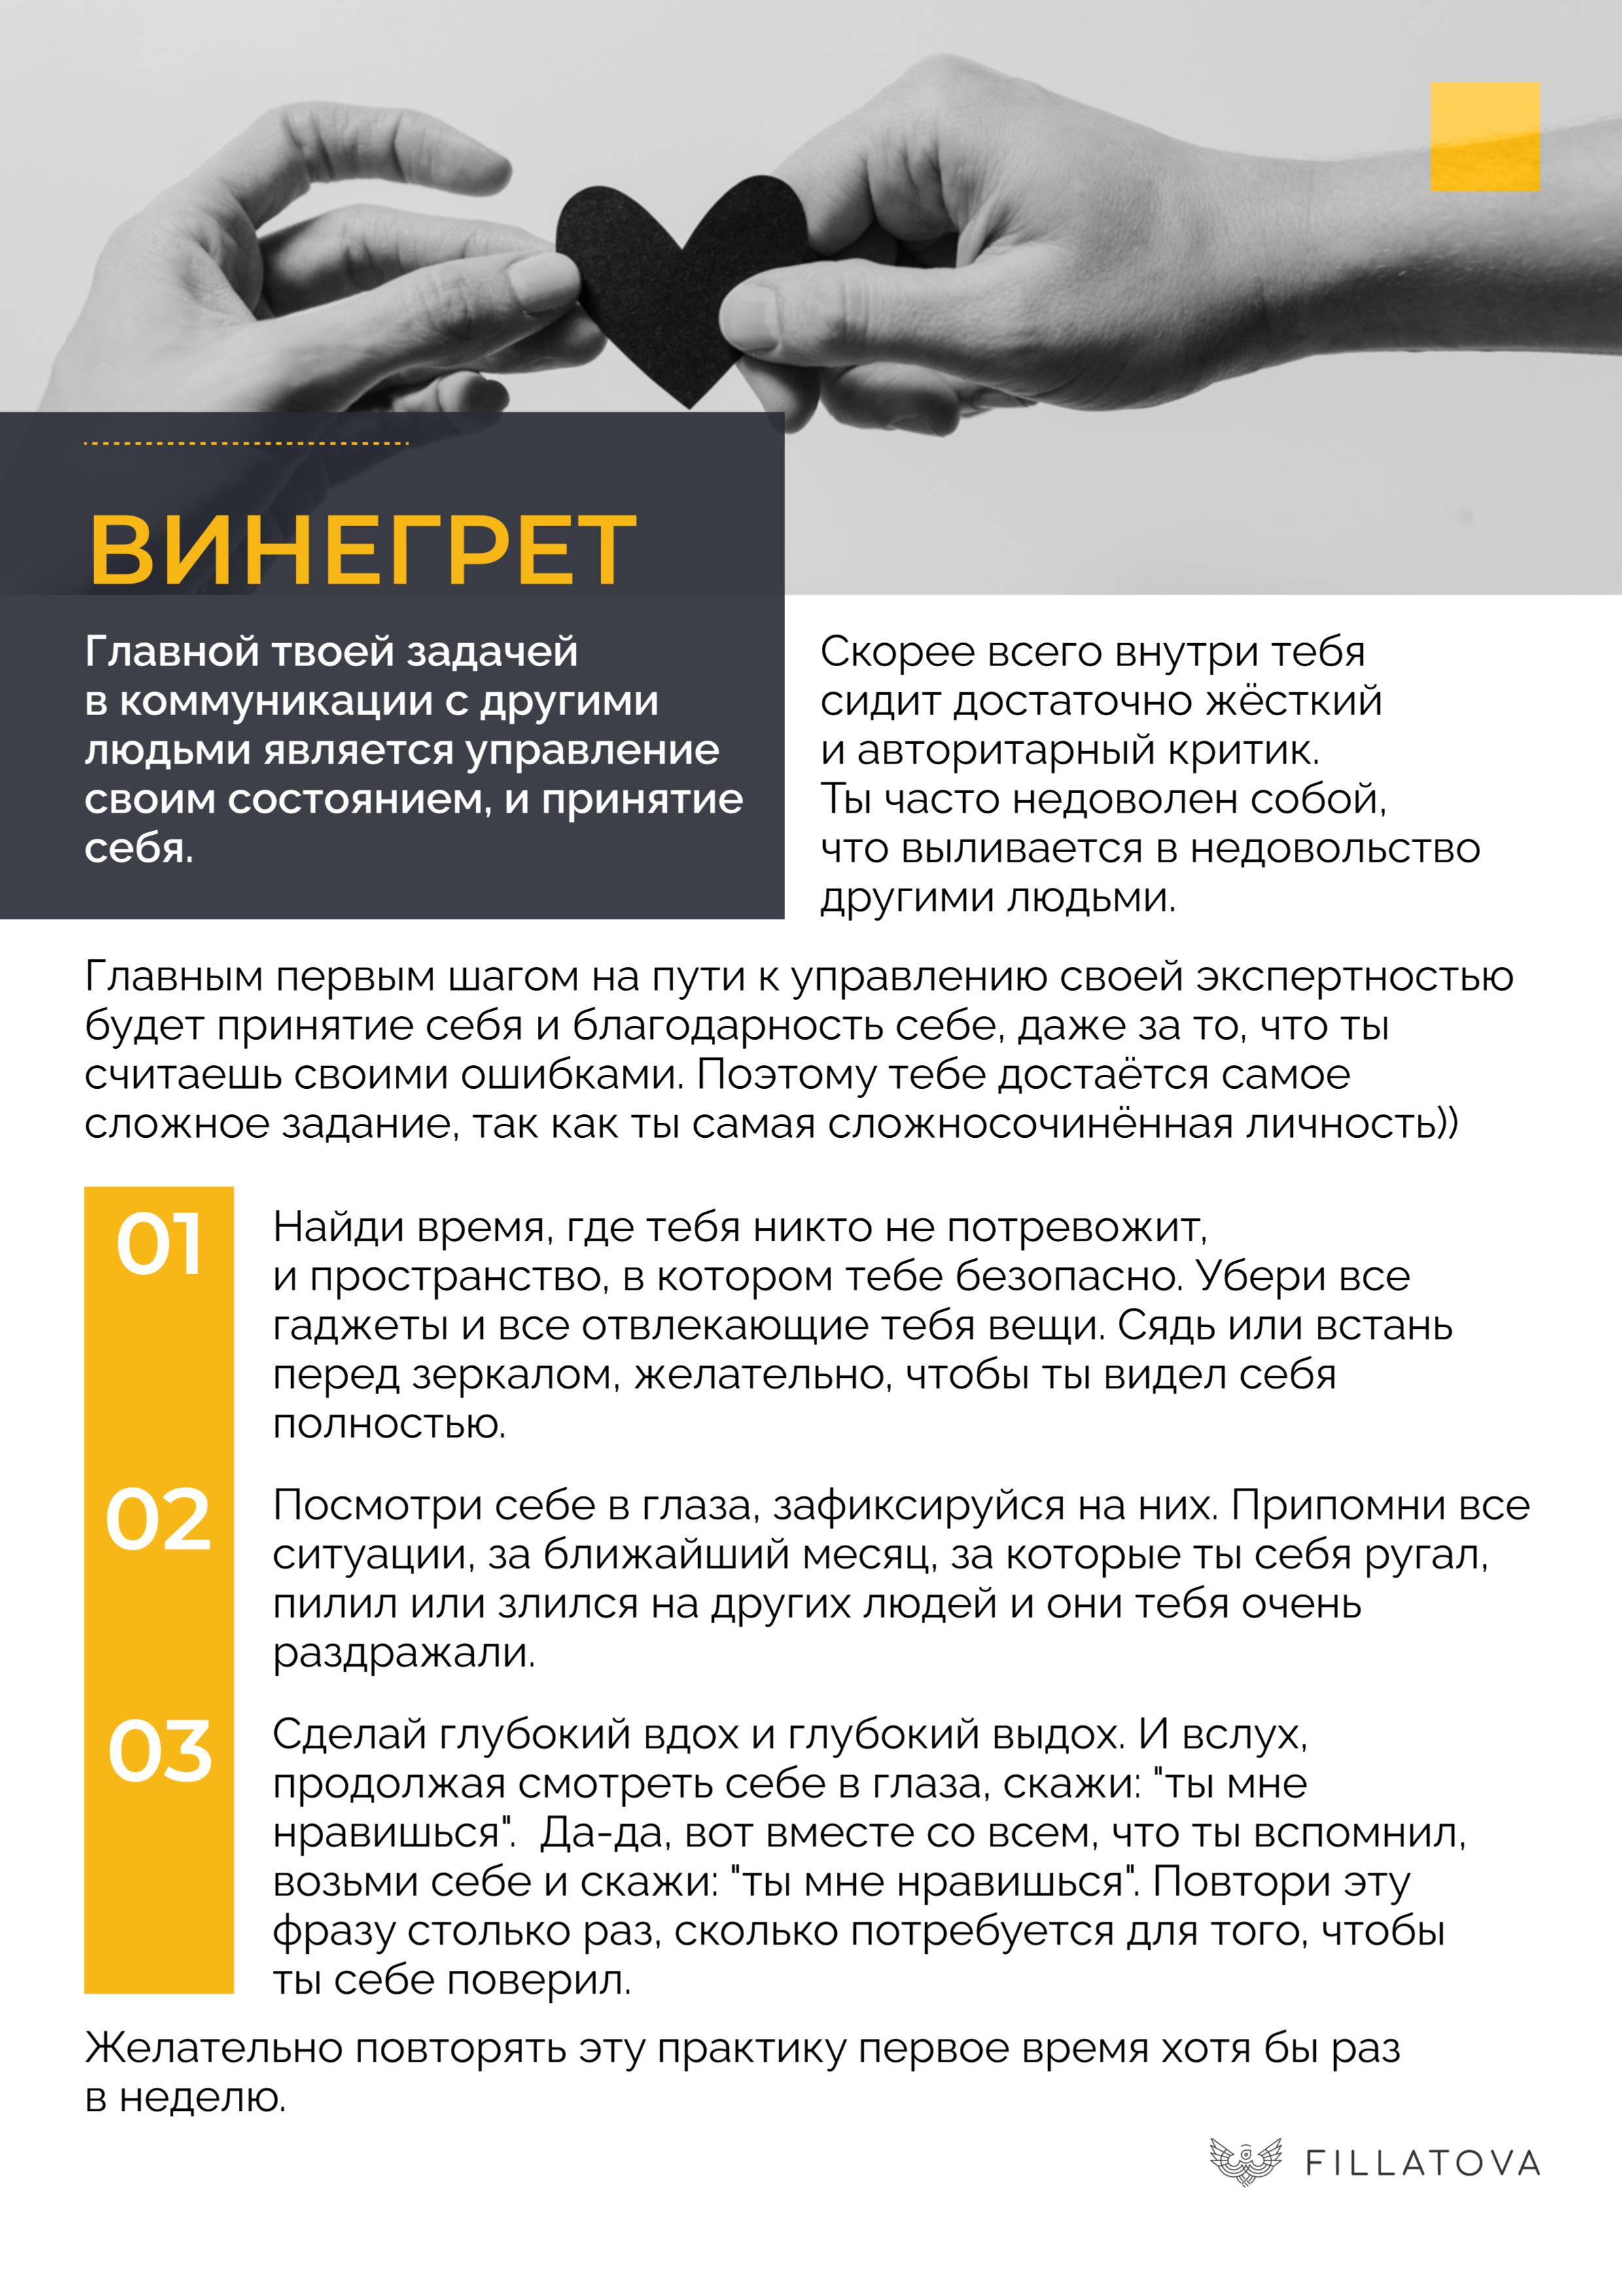 ВИНЕГРЕТ
Главной твоей задачей
в коммуникации с другими
людьми является управление
своим состоянием, и принятие
себя.
Скорее всего внутри тебя
сидит достаточно жёсткий
и авторитарный критик.
Ты часто недоволен собой,
что выливается в недовольство
другими людьми.
Главным первым шагом на пути к управлению своей экспертностью
будет принятие себя и благодарность себе, даже за то, что ты
считаешь своими ошибками. Поэтому тебе достаётся самое
сложное задание, так как ты самая сложносочинённая личность))
01
Найди время, где тебя никто не потревожит,
и пространство, в котором тебе безопасно. Убери все
гаджеты и все отвлекающие тебя вещи. Сядь или встань
перед зеркалом, желательно, чтобы ты видел себя
полностью.
02
Посмотри себе в глаза, зафиксируйся на них. Припомни все
ситуации, за ближайший месяц, за которые ты себя ругал,
пилил или злился на других людей и они тебя очень
раздражали.
03
Сделай глубокий вдох и глубокий выдох. И вслух,
продолжая смотреть себе в глаза, скажи: "ты мне
нравишься".  Да-да, вот вместе со всем, что ты вспомнил,
возьми себе и скажи: "ты мне нравишься". Повтори эту
фразу столько раз, сколько потребуется для того, чтобы
ты себе поверил.
Желательно повторять эту практику первое время хотя бы раз
в неделю.
FILLATOVA